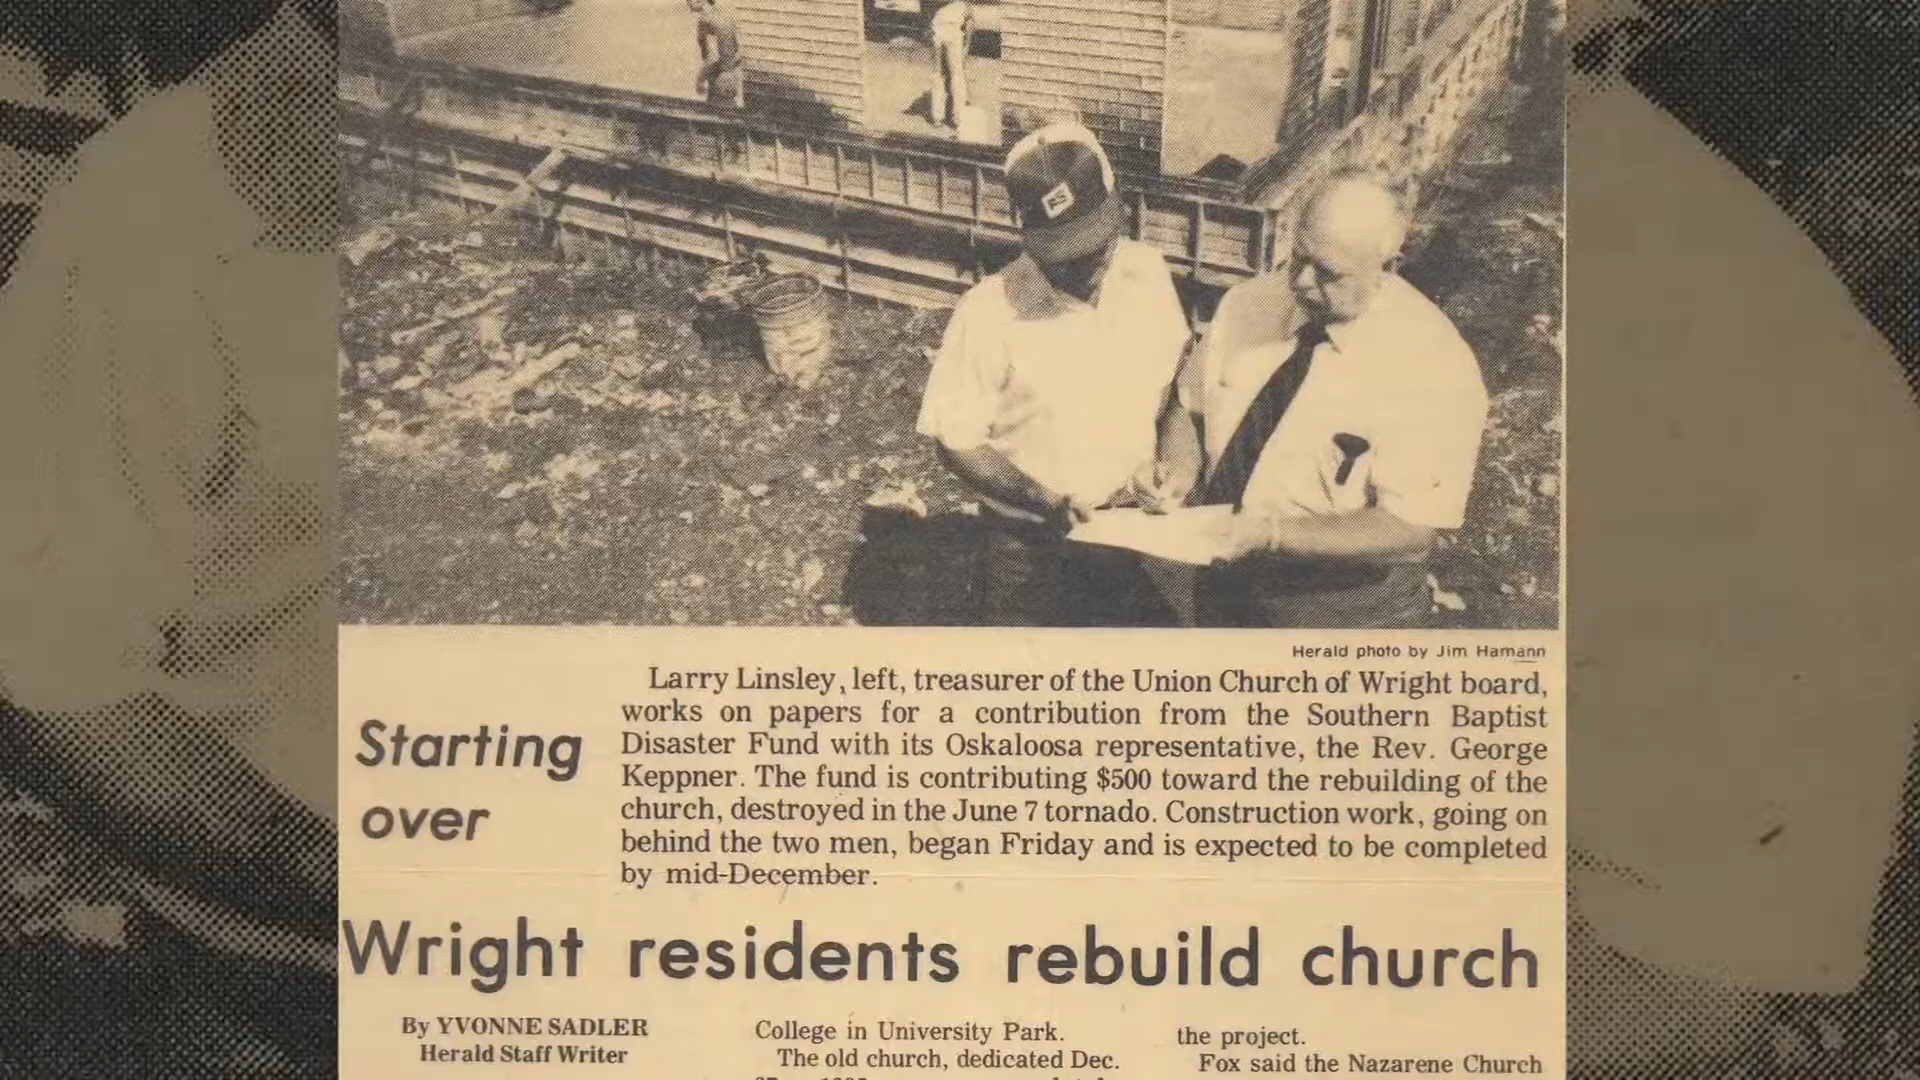 FS
Herald photo by Jim Hamann
Larry Linsley, left, treasurer of the Union Church of Wright board,
works on papers for a contribution from the Southern Baptist
Disaster Fund with its Oskaloosa representative, the Rev. George
Keppner. The fund is contributing $500 toward the rebuilding of the
church, destroyed in the June 7 tornado. Construction work, going on
behind the two men, began Friday and is expected to be completed
by mid-December.
Starting
over
Wright residents rebuild church
By YVONNE SADLER
Herald Staff Writer
College in University Park.
The old church, dedicated Dec.
the project.
Fox said the Nazarene Church